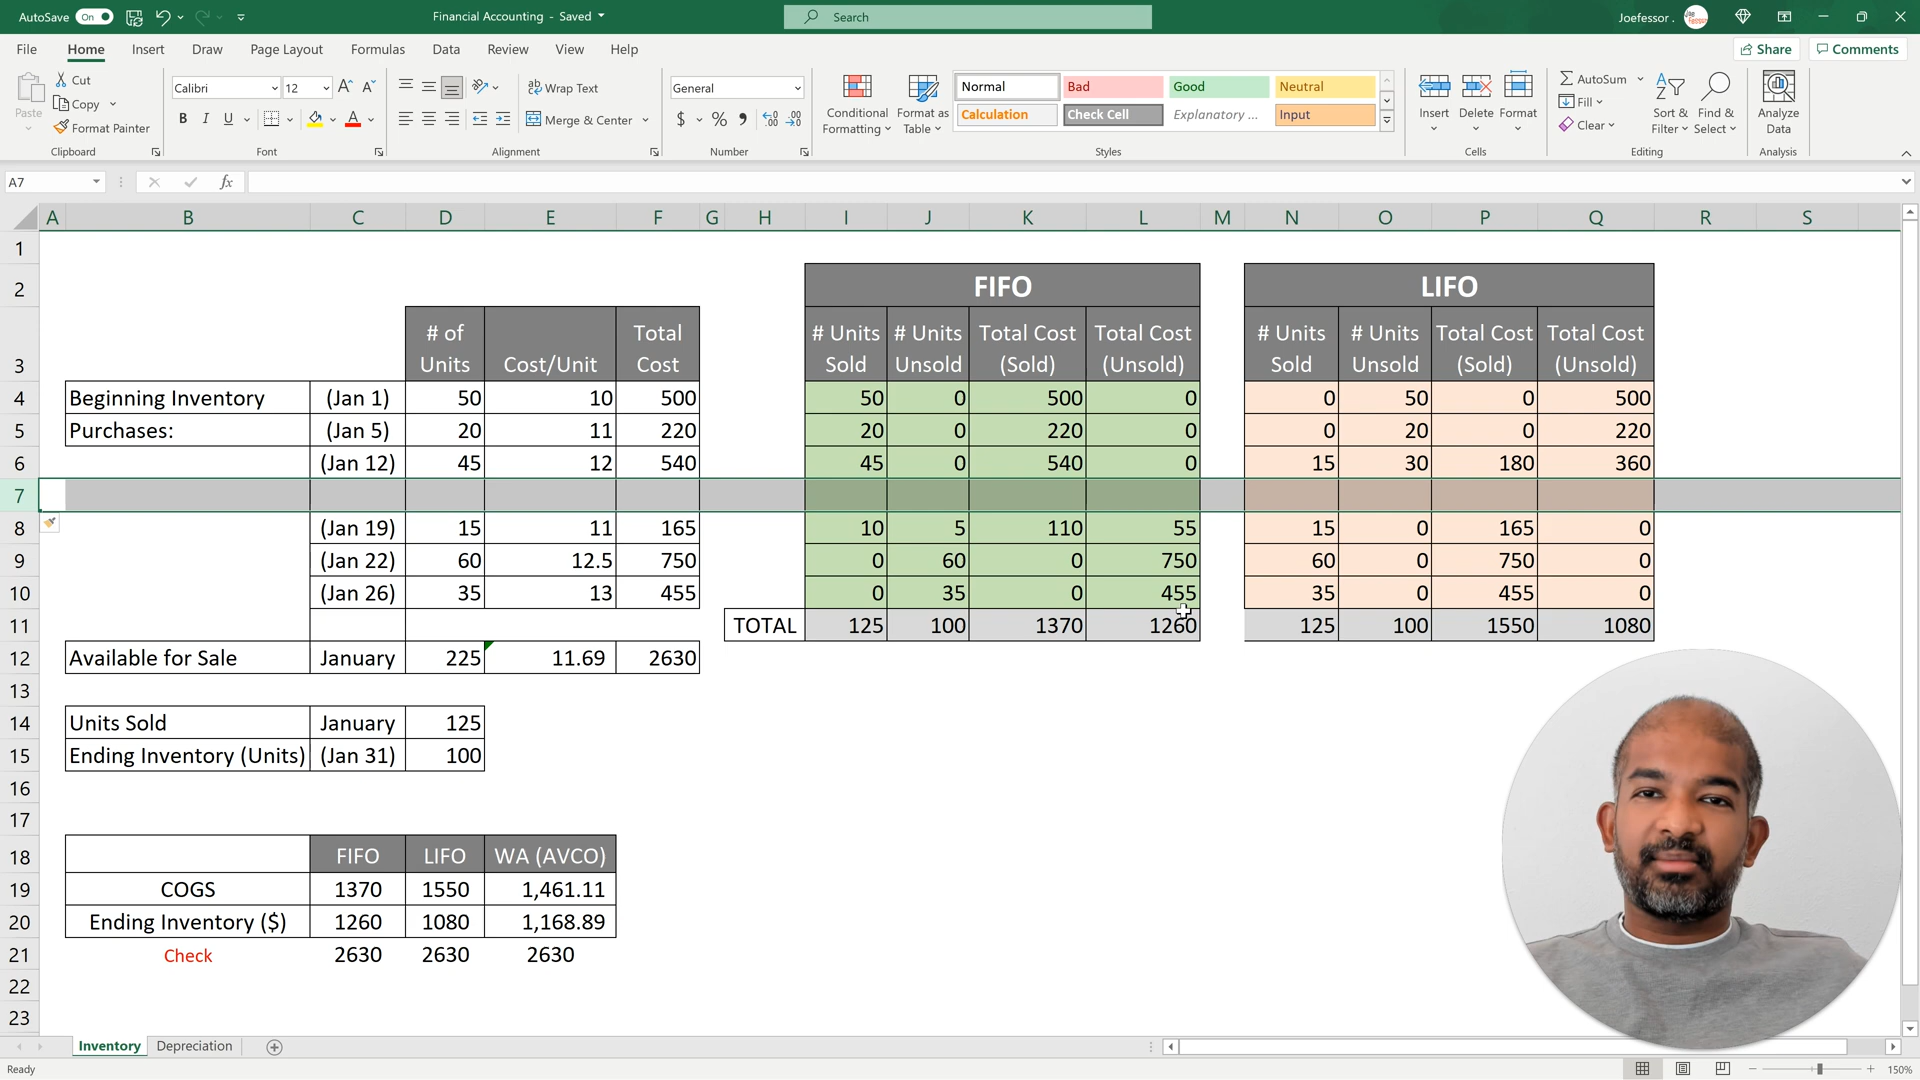 AutoSave On Financial Accounting - Saved Search Joefessor .
File Home Insert Draw Page Layout Formulas Data Review View Help Share Comments
Cut
Copy
Format Painter
Paste
Clipboard
Calibri 12
B I U
Font
Wrap Text
Merge & Center
Alignment
General
$ % ,
Number
Conditional Formatting
Format as Table
Normal Bad Good Neutral
Calculation Check Cell Explanatory ... Input
Styles
Insert Delete Format
Cells
AutoSum
Fill
Clear
Sort & Filter
Find & Select
Editing
Analyze Data
Analysis
A7 fx
A B C D E F G H I J K L M N O P Q R S
1
2 FIFO LIFO
3 # of Units Cost/Unit Total Cost # Units Sold # Units Unsold Total Cost (Sold) Total Cost (Unsold) # Units Sold # Units Unsold Total Cost (Sold) Total Cost (Unsold)
4 Beginning Inventory (Jan 1) 50 10 500 50 0 500 0 0 50 0 500
5 Purchases: (Jan 5) 20 11 220 20 0 220 0 0 20 0 220
6 (Jan 12) 45 12 540 45 0 540 0 15 30 180 360
7
8 (Jan 19) 15 11 165 10 5 110 55 15 0 165 0
9 (Jan 22) 60 12.5 750 0 60 0 750 60 0 750 0
10 (Jan 26) 35 13 455 0 35 0 455 35 0 455 0
11 TOTAL 125 100 1370 1260 125 100 1550 1080
12 Available for Sale January 225 11.69 2630
13
14 Units Sold January 125
15 Ending Inventory (Units) (Jan 31) 100
16
17
18 FIFO LIFO WA (AVCO)
19 COGS 1370 1550 1,461.11
20 Ending Inventory ($) 1260 1080 1,168.89
21 Check 2630 2630 2630
22
23
Inventory Depreciation
Ready 150%